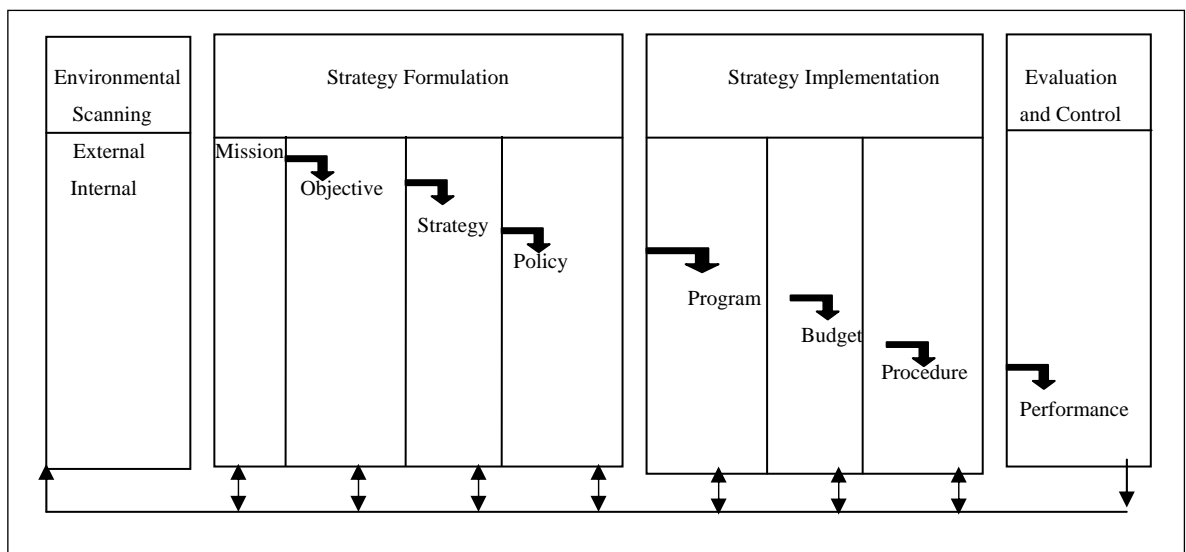 Environmental
Scanning
External
Internal
Strategy Formulation
Mission
Objective
Strategy
Policy
Strategy Implementation
Program
Budget
Procedure
Evaluation
and Control
Performance